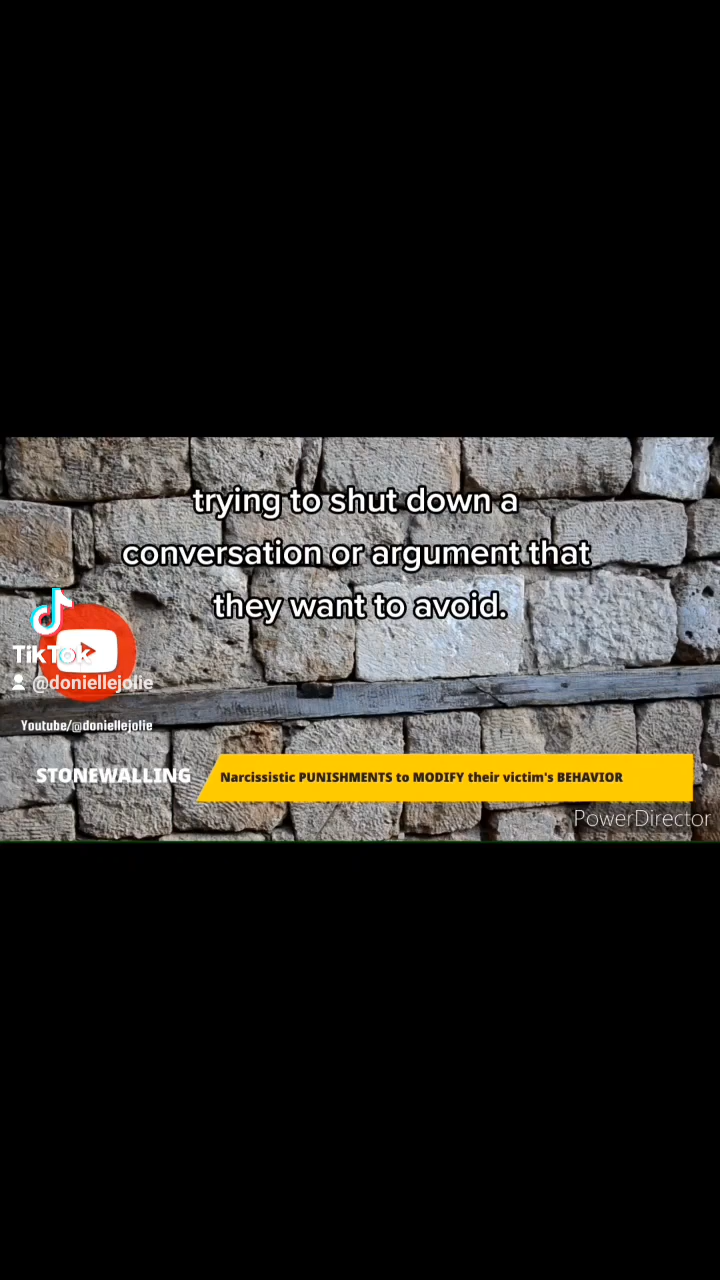 trying to shut down a
conversation or argument that
they want to avoid.
TikTok
@doniellejolie
Youtube/@doniellejolie
STONEWALLING
Narcissistic PUNISHMENTS to MODIFY their victim's BEHAVIOR
PowerDirector